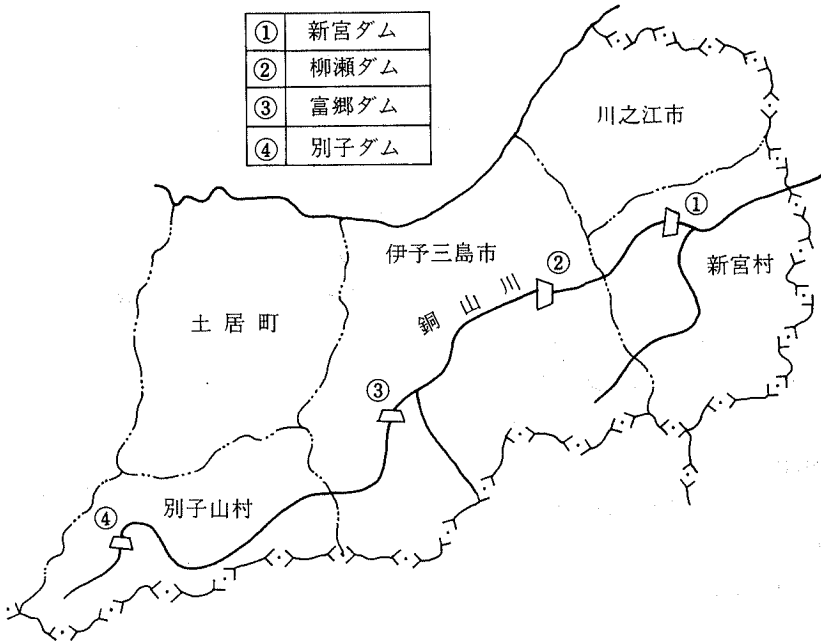 ① 新宮ダム
② 柳瀬ダム
③ 富郷ダム
④ 別子ダム
川之江市
①
伊予三島市
②
新宮村
銅山川
土居町
③
別子山村
④